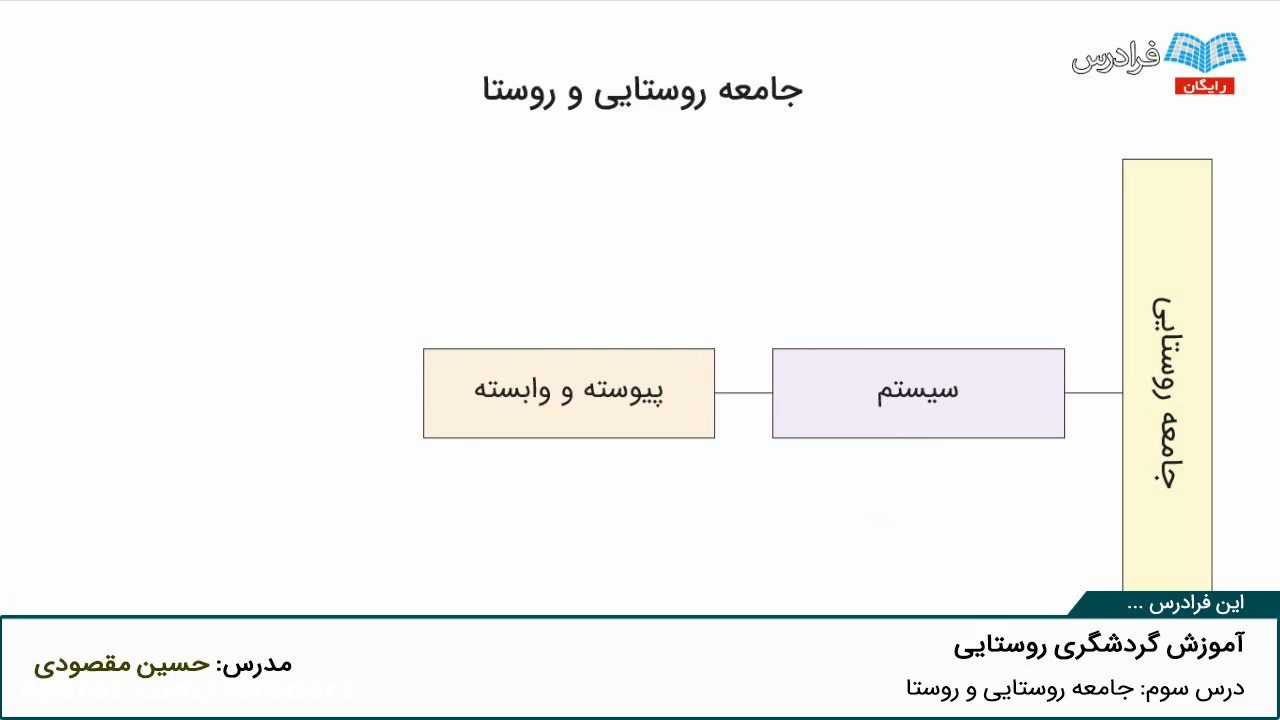 فرادرس
رایگان
جامعه روستایی و روستا
جامعه روستایی
سیستم
پیوسته و وابسته
این فرادرس ...
آموزش گردشگری روستایی
درس سوم: جامعه روستایی و روستا
مدرس: حسین مقصودی